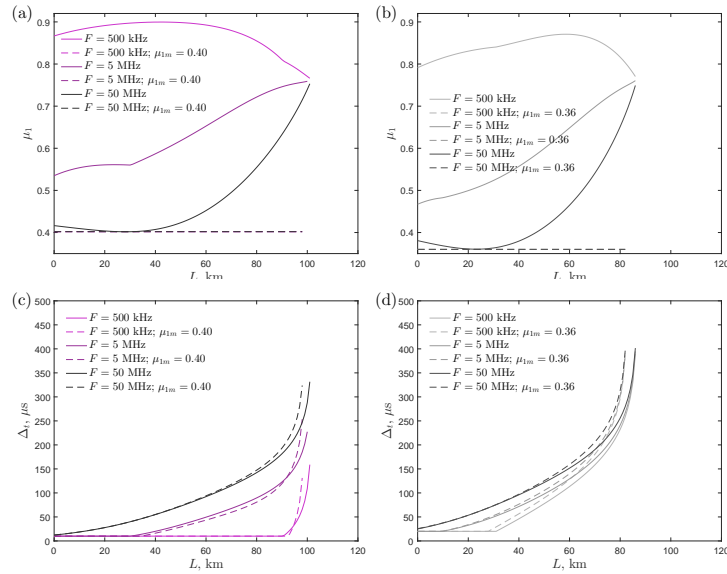 (a)
0.9
0.8
0.7
0.6
0.5
0.4
μ₁
F = 500 kHz
F = 500 kHz; μ₁ₘ = 0.40
F = 5 MHz
F = 5 MHz; μ₁ₘ = 0.40
F = 50 MHz
F = 50 MHz; μ₁ₘ = 0.40
0 20 40 60 80 100 120
L, km
(b)
0.9
0.8
0.7
0.6
0.5
0.4
μ₁
F = 500 kHz
F = 500 kHz; μ₁ₘ = 0.36
F = 5 MHz
F = 5 MHz; μ₁ₘ = 0.36
F = 50 MHz
F = 50 MHz; μ₁ₘ = 0.36
0 20 40 60 80 100 120
L, km
(c)
500
450
400
350
300
250
200
150
100
50
0
Δₜ, μs
F = 500 kHz
F = 500 kHz; μ₁ₘ = 0.40
F = 5 MHz
F = 5 MHz; μ₁ₘ = 0.40
F = 50 MHz
F = 50 MHz; μ₁ₘ = 0.40
0 20 40 60 80 100 120
L, km
(d)
500
450
400
350
300
250
200
150
100
50
0
Δₜ, μs
F = 500 kHz
F = 500 kHz; μ₁ₘ = 0.36
F = 5 MHz
F = 5 MHz; μ₁ₘ = 0.36
F = 50 MHz
F = 50 MHz; μ₁ₘ = 0.36
0 20 40 60 80 100 120
L, km